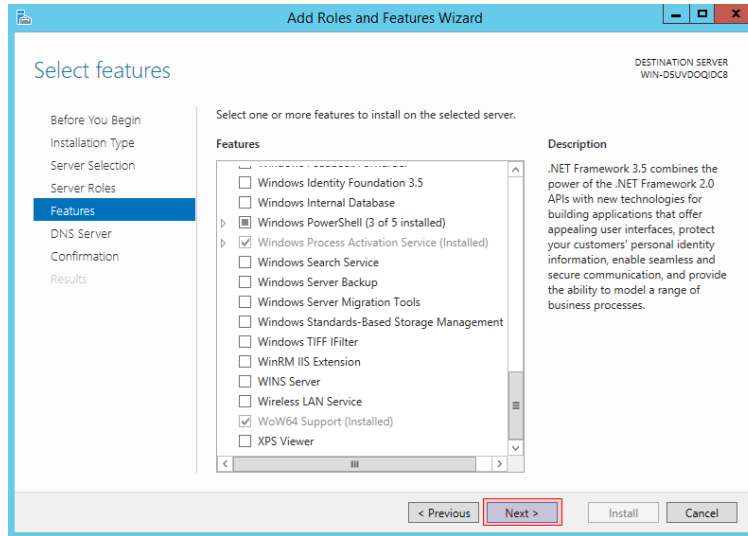 Add Roles and Features Wizard
Select features
DESTINATION SERVER
WIN-D5UVDOQIDC8
Before You Begin
Installation Type
Server Selection
Server Roles
Features
DNS Server
Confirmation
Results
Select one or more features to install on the selected server.
Features
Windows Identity Foundation 3.5
Windows Internal Database
Windows PowerShell (3 of 5 installed)
Windows Process Activation Service (Installed)
Windows Search Service
Windows Server Backup
Windows Server Migration Tools
Windows Standards-Based Storage Management
Windows TIFF IFilter
WinRM IIS Extension
WINS Server
Wireless LAN Service
WoW64 Support (Installed)
XPS Viewer
Description
.NET Framework 3.5 combines the
power of the .NET Framework 2.0
APIs with new technologies for
building applications that offer
appealing user interfaces, protect
your customers' personal identity
information, enable seamless and
secure communication, and provide
the ability to model a range of
business processes.
< Previous
Next >
Install
Cancel